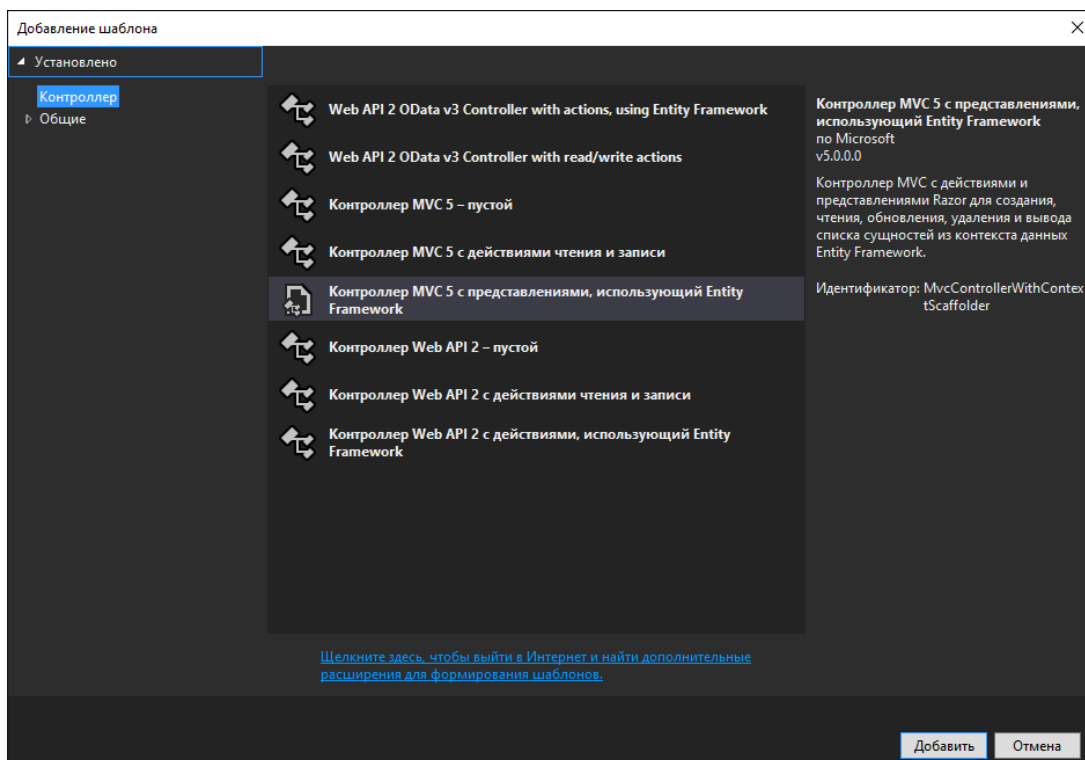 Добавление шаблона
Установлено
Контроллер
Общие
Web API 2 OData v3 Controller with actions, using Entity Framework
Web API 2 OData v3 Controller with read/write actions
Контроллер MVC 5 – пустой
Контроллер MVC 5 с действиями чтения и записи
Контроллер MVC 5 с представлениями, использующий Entity
Framework
Контроллер Web API 2 – пустой
Контроллер Web API 2 с действиями чтения и записи
Контроллер Web API 2 с действиями, использующий Entity
Framework
Щелкните здесь, чтобы выйти в Интернет и найти дополнительные
расширения для формирования шаблонов.
Контроллер MVC 5 с представлениями,
использующий Entity Framework
по Microsoft
v5.0.0.0
Контроллер MVC с действиями и
представлениями Razor для создания,
чтения, обновления, удаления и вывода
списка сущностей из контекста данных
Entity Framework.
Идентификатор: MvcControllerWithContex
tScaffolder
Добавить
Отмена